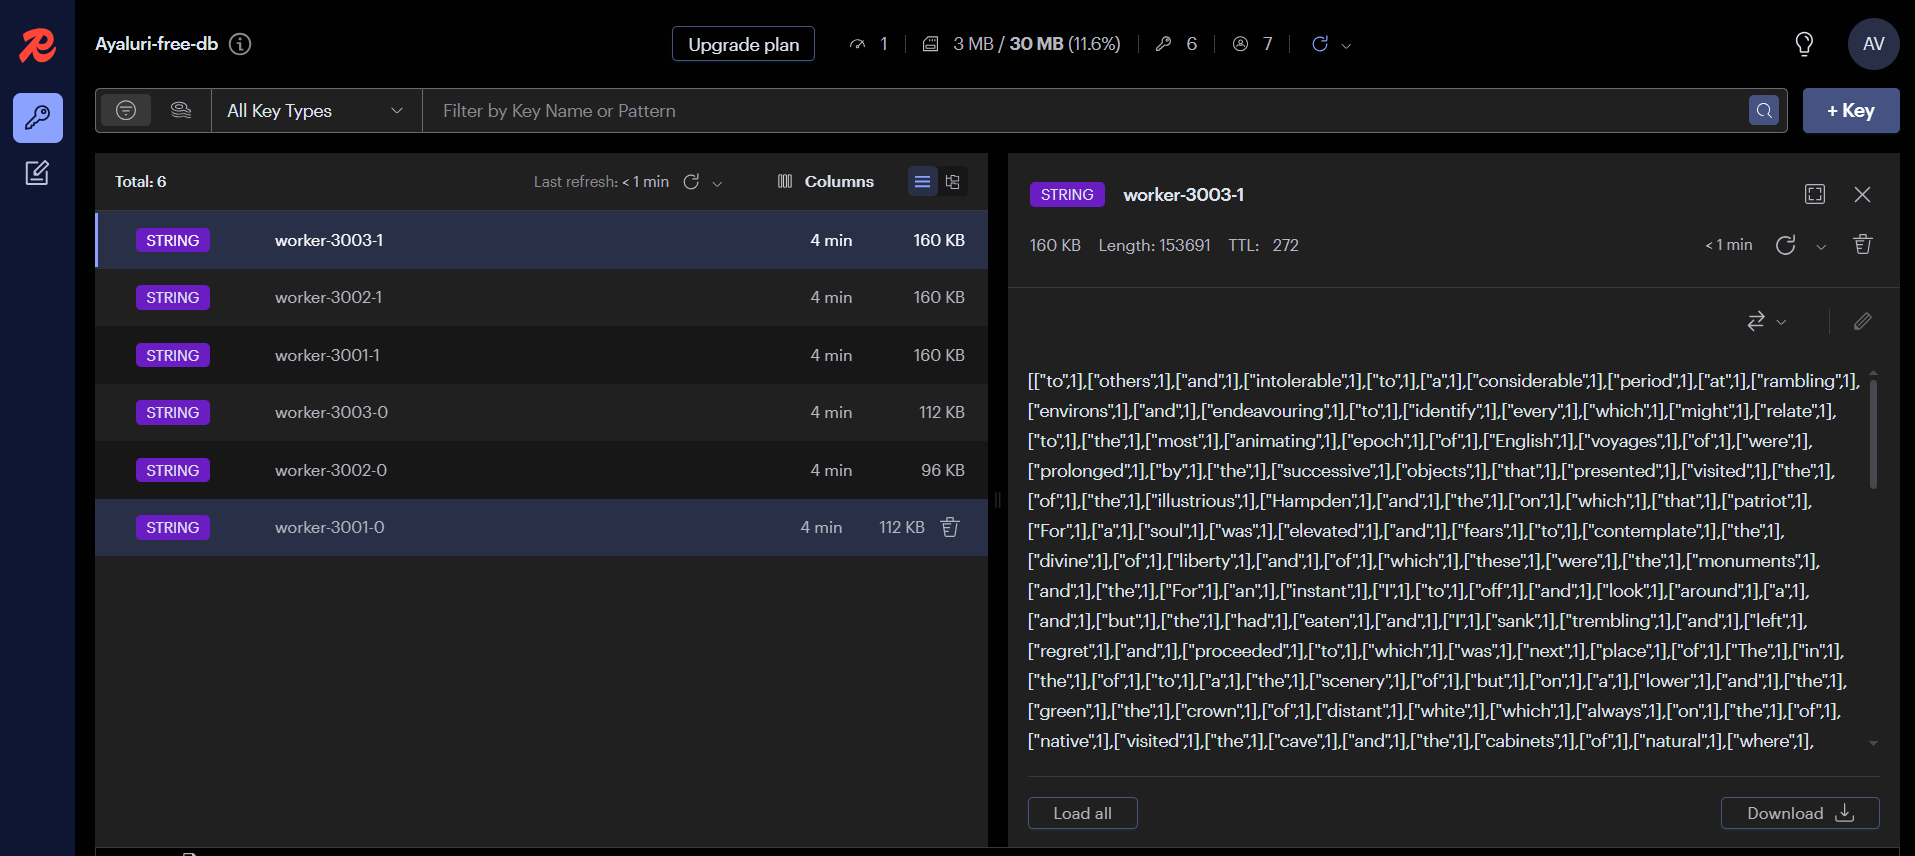 Ayaluri-free-db
Upgrade plan
1
3 MB / 30 MB (11.6%)
6
7
AV
All Key Types
Filter by Key Name or Pattern
+ Key
Total: 6
Last refresh: < 1 min
Columns
STRING worker-3003-1 4 min 160 KB
STRING worker-3002-1 4 min 160 KB
STRING worker-3001-1 4 min 160 KB
STRING worker-3003-0 4 min 112 KB
STRING worker-3002-0 4 min 96 KB
STRING worker-3001-0 4 min 112 KB
STRING worker-3003-1
160 KB Length: 153691 TTL: 272
< 1 min
[["to",1],["others",1],["and",1],["intolerable",1],["to",1],["a",1],["considerable",1],["period",1],["at",1],["rambling",1],
["environs",1],["and",1],["endeavouring",1],["to",1],["identify",1],["every",1],["which",1],["might",1],["relate",1],
["to",1],["the",1],["most",1],["animating",1],["epoch",1],["of",1],["English",1],["voyages",1],["of",1],["were",1],
["prolonged",1],["by",1],["the",1],["successive",1],["objects",1],["that",1],["presented",1],["visited",1],["the",1],
["of",1],["the",1],["illustrious",1],["Hampden",1],["and",1],["the",1],["on",1],["which",1],["that",1],["patriot",1],
["For",1],["a",1],["soul",1],["was",1],["elevated",1],["and",1],["fears",1],["to",1],["contemplate",1],["the",1],
["divine",1],["of",1],["liberty",1],["and",1],["of",1],["which",1],["these",1],["were",1],["the",1],["monuments",1],
["and",1],["the",1],["For",1],["an",1],["instant",1],["I",1],["to",1],["off",1],["and",1],["look",1],["around",1],["a",1],
["and",1],["but",1],["the",1],["had",1],["eaten",1],["and",1],["I",1],["sank",1],["trembling",1],["and",1],["left",1],
["regret",1],["and",1],["proceeded",1],["to",1],["which",1],["was",1],["next",1],["place",1],["of",1],["The",1],["in",1],
["the",1],["of",1],["to",1],["a",1],["the",1],["scenery",1],["of",1],["but",1],["on",1],["a",1],["lower",1],["and",1],["the",1],
["green",1],["the",1],["crown",1],["of",1],["distant",1],["white",1],["which",1],["always",1],["on",1],["the",1],["of",1],
["native",1],["visited",1],["the",1],["cave",1],["and",1],["the",1],["cabinets",1],["of",1],["natural",1],["where",1],
Load all
Download